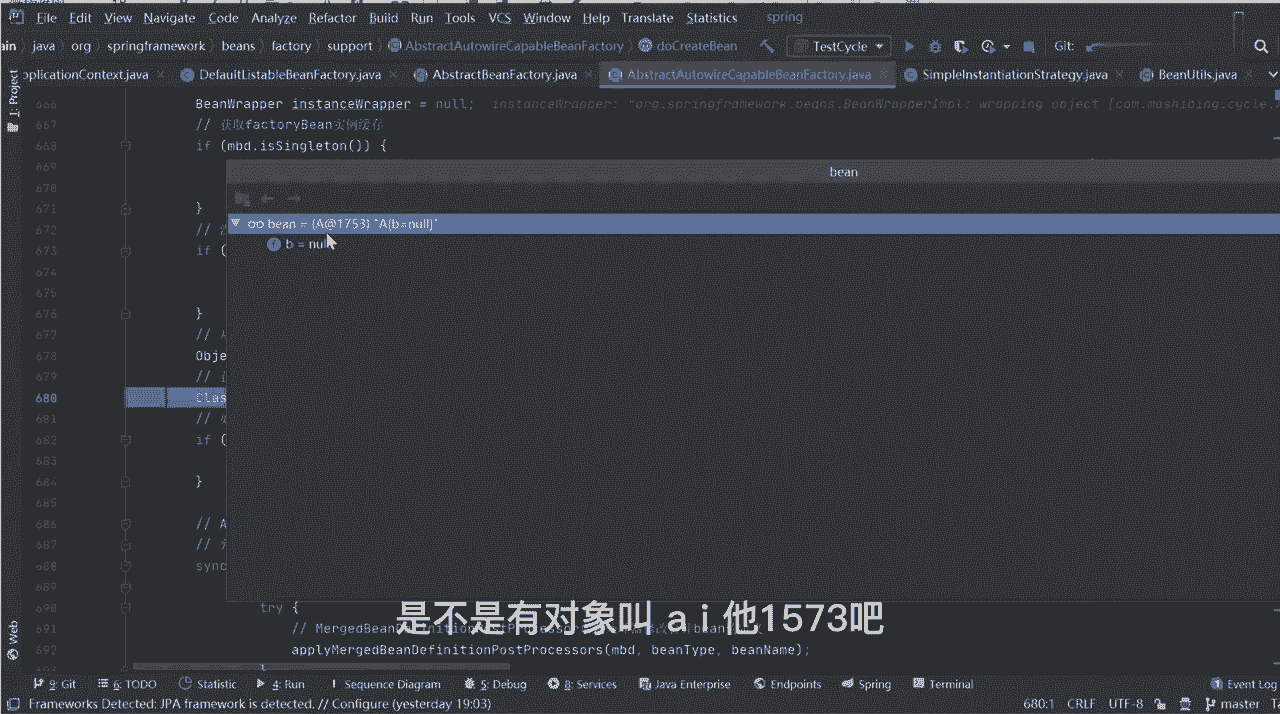 File Edit View Navigate Code Analyze Refactor Build Run Tools VCS Window Help Translate Statistics spring
ain java org springframework beans factory support AbstractAutowireCapableBeanFactory doCreateBean TestCycle Git:
pplicationContext.java DefaultListableBeanFactory.java AbstractBeanFactory.java AbstractAutowireCapableBeanFactory.java SimpleInstantiationStrategy.java BeanUtils.java
1: Project
666 BeanWrapper instanceWrapper = null; instanceWrapper: "org.springframework.beans.BeanWrapperImpl: wrapping object [com.mashibing.cycle.
667 // 获取factoryBean实例缓存
668 if (mbd.isSingleton()) {
669
bean
670
671 }
bean = {A@1753} "A{b=null}"
672 //
b = null
673 if (
674
675
676 }
677 //
678 Obje
679 //
680 Clas
681 //
682 if (
683
684 }
685
686 // A
687 //
688 sync
689
690 try {
是不是有对象叫 a i 他1573吧
691 // MergedBeanDefinitionPostProcessor
692 applyMergedBeanDefinitionPostProcessors(mbd, beanType, beanName);
693 }
Web
9: Git 6: TODO Statistic 4: Run Sequence Diagram 5: Debug 8: Services Java Enterprise Endpoints Spring Terminal 1 Event Log
Frameworks Detected: JPA framework is detected. // Configure (yesterday 19:03) 680:1 CRLF UTF-8 master